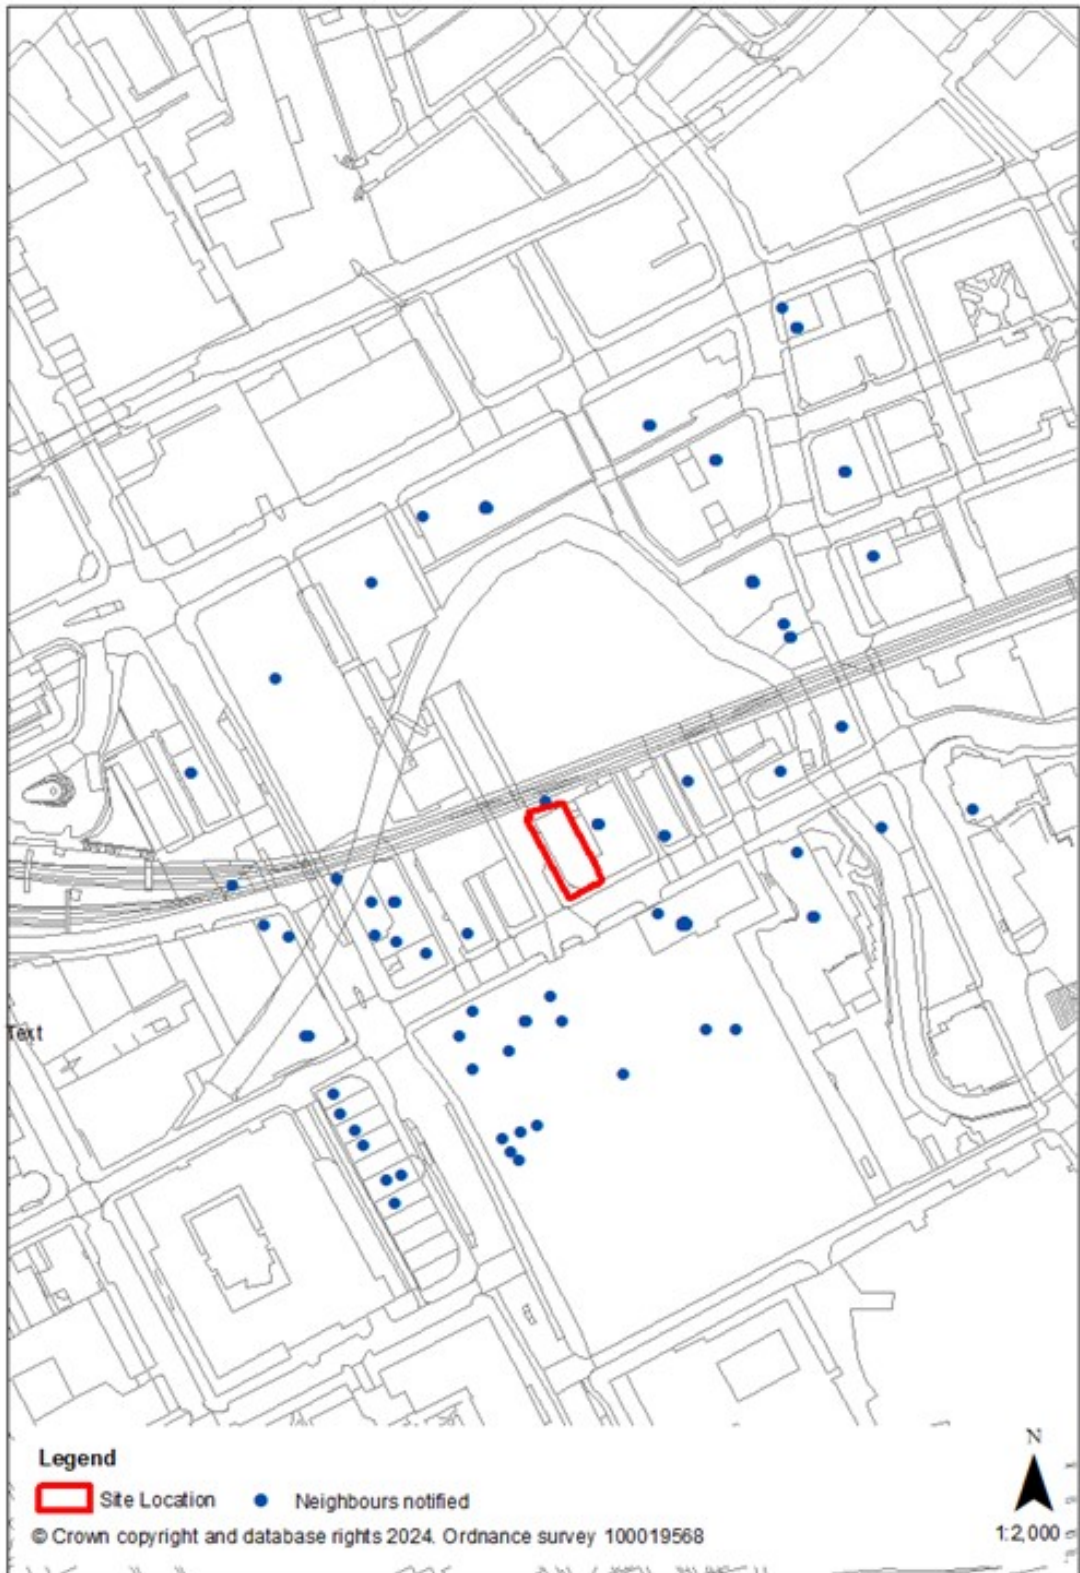 Text
Legend
N
Site Location Neighbours notified
© Crown copyright and database rights 2024. Ordnance survey 100019568
1:2,000